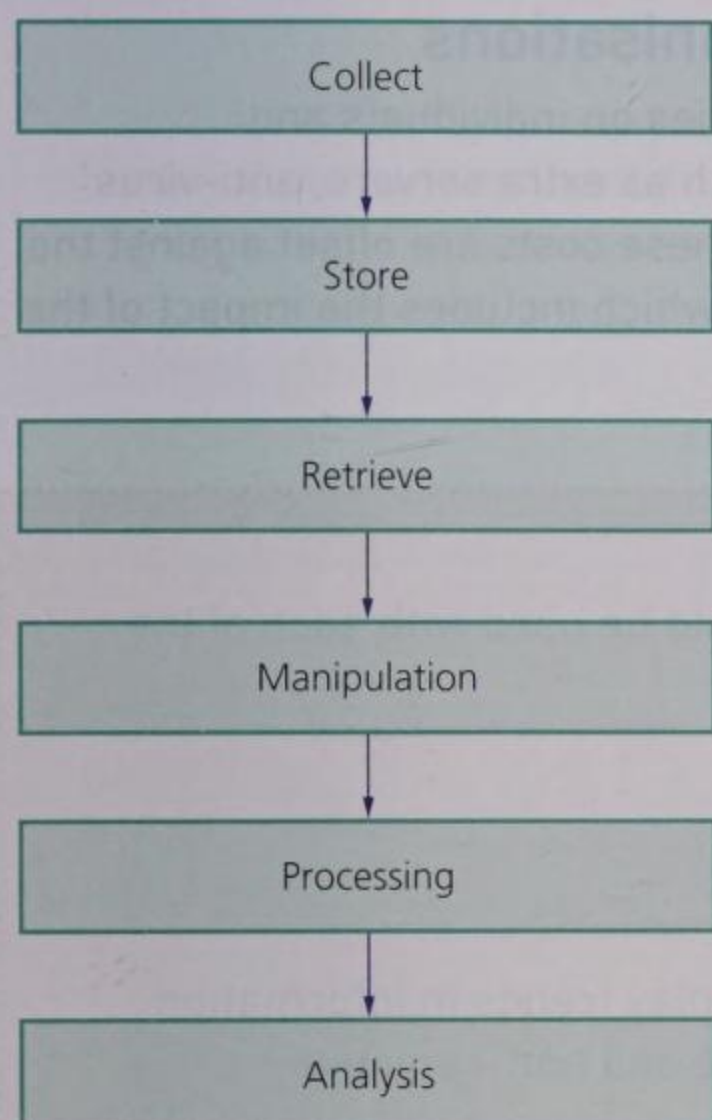 Collect
Store
Retrieve
Manipulation
Processing
Analysis